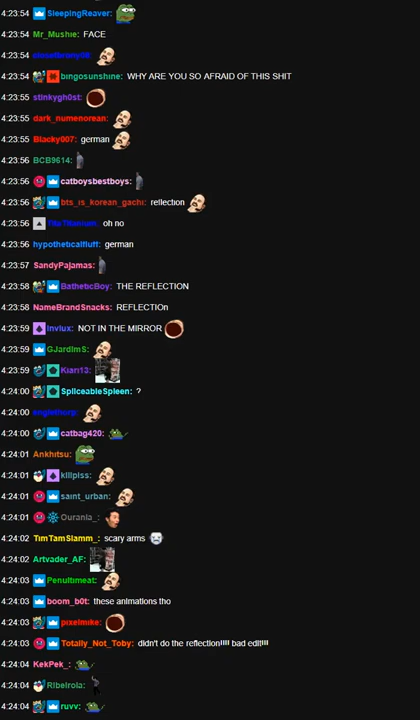 4:23:54 SleepingReaver:
4:23:54 Mr_Mushie: FACE
4:23:54
4:23:54 bingosunshine: WHY ARE YOU SO AFRAID OF THIS SHIT
4:23:55 stinkygh0st:
4:23:55 dark_numenorean:
4:23:55 Blacky007: german
4:23:56 BCB9614:
4:23:56 catboysbestboys:
4:23:56 bts_is_korean_gachi: reflection
4:23:56 oh no
4:23:56 hypotheticalfluff: german
4:23:57 SandyPajamas:
4:23:58 BatheticBoy: THE REFLECTION
4:23:58 NameBrandSnacks: REFLECTIOn
4:23:59 inviux: NOT IN THE MIRROR
4:23:59 GJardimS:
4:23:59 Kiari13:
4:24:00 SpliceableSpleen: ?
4:24:00
4:24:00 catbag420:
4:24:01 Ankhitsu:
4:24:01 killpiss:
4:24:01 saint_urban:
4:24:01 Ourania_:
4:24:02 TimTamSlamm_: scary arms
4:24:02 Artvader_AF:
4:24:03 Penultimeat:
4:24:03 boom_b0t: these animations tho
4:24:03 pixelmike:
4:24:03 Totally_Not_Toby: didn't do the reflection!!!! bad edit!!!
4:24:04 KekPek_:
4:24:04 Ribeirola:
4:24:04 ruvv: